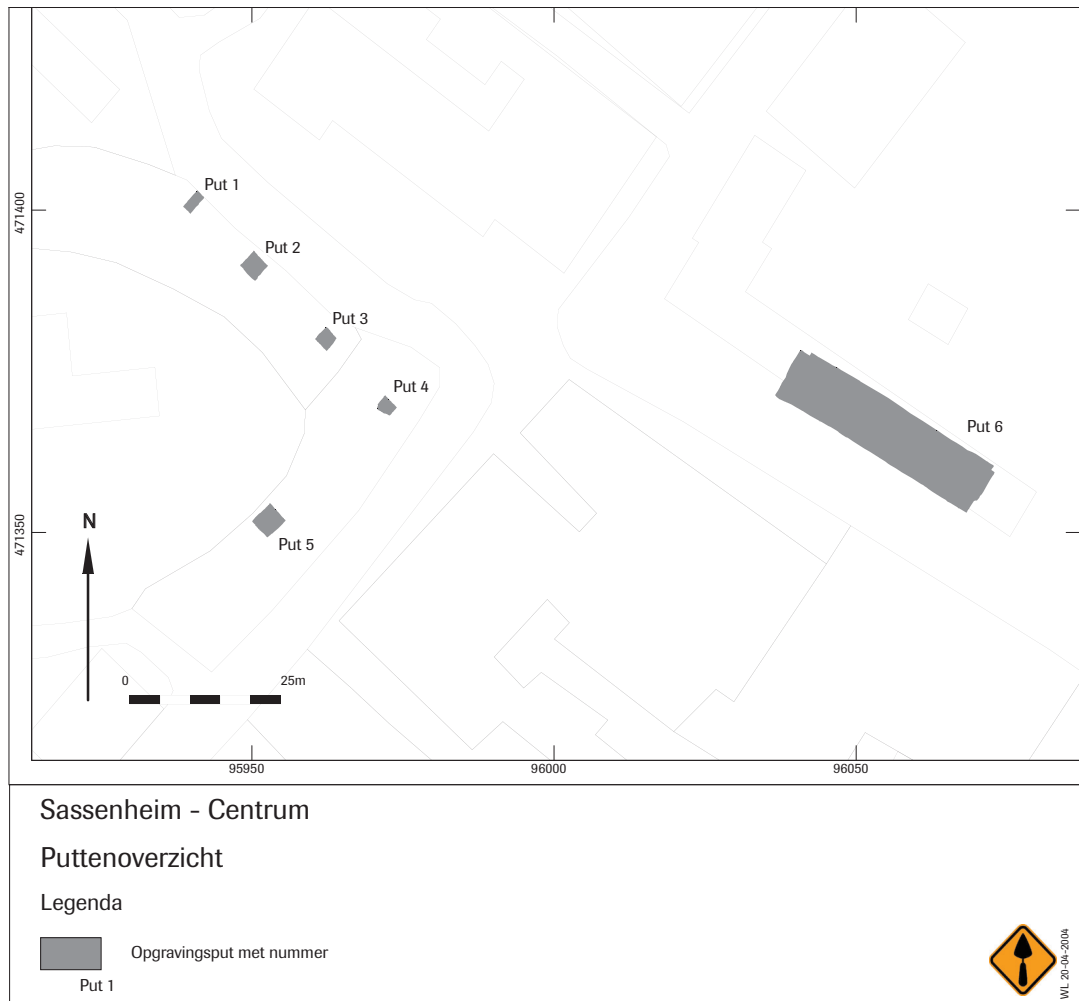 Put 1
471400
Put 2
Put 3
Put 4
Put 6
471350
N
Put 5
0
25m
95950
96000
96050
Sassenheim - Centrum
Puttenoverzicht
Legenda
Opgravingsput met nummer
Put 1
WL 20-04-2004